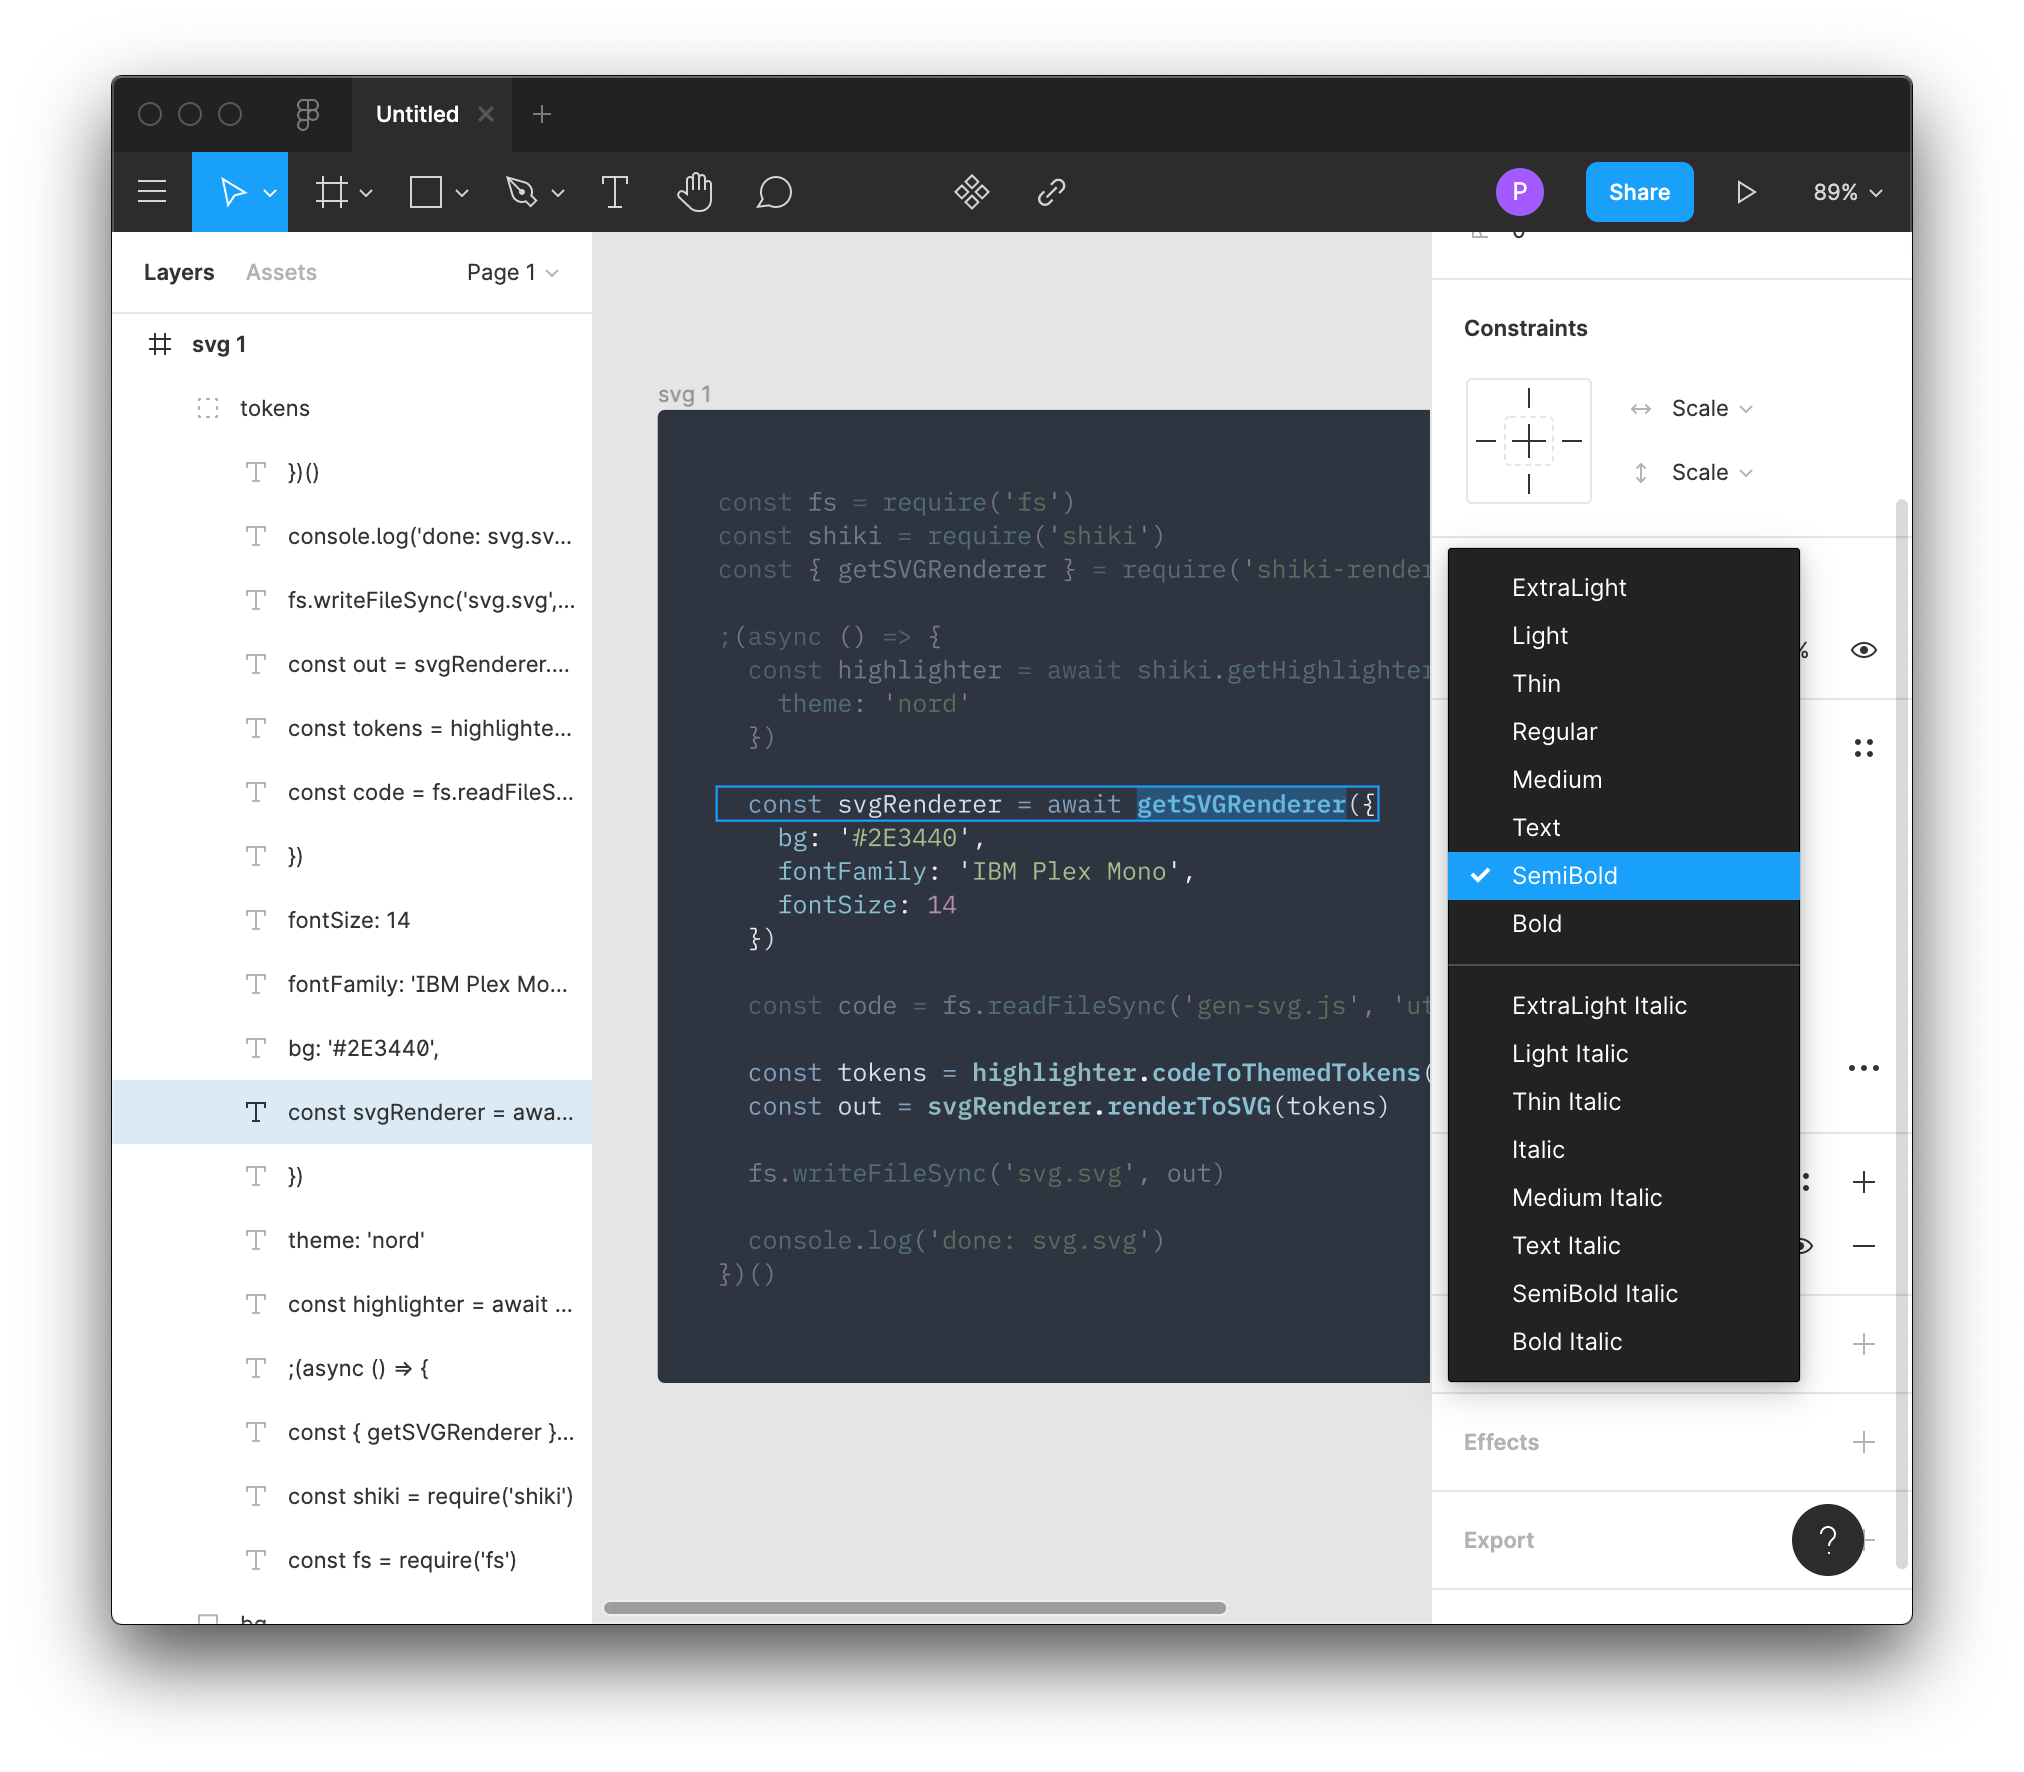 Untitled
P
Share
89%
Layers
Assets
Page 1
svg 1
tokens
})()
console.log('done: svg.sv...
fs.writeFileSync('svg.svg',...
const out = svgRenderer....
const tokens = highlighte...
const code = fs.readFileS...
})
fontSize: 14
fontFamily: 'IBM Plex Mo...
bg: '#2E3440',
const svgRenderer = awa...
})
theme: 'nord'
const highlighter = await ...
;(async () => {
const { getSVGRenderer }...
const shiki = require('shiki')
const fs = require('fs')
bg
svg 1
const fs = require('fs')
const shiki = require('shiki')
const { getSVGRenderer } = require('shiki-render
;(async () => {
const highlighter = await shiki.getHighlighter
theme: 'nord'
})
const svgRenderer = await getSVGRenderer({
bg: '#2E3440',
fontFamily: 'IBM Plex Mono',
fontSize: 14
})
const code = fs.readFileSync('gen-svg.js', 'ut
const tokens = highlighter.codeToThemedTokens(
const out = svgRenderer.renderToSVG(tokens)
fs.writeFileSync('svg.svg', out)
console.log('done: svg.svg')
})()
Constraints
Scale
Scale
%
ExtraLight
Light
Thin
Regular
Medium
Text
SemiBold
Bold
ExtraLight Italic
Light Italic
Thin Italic
Italic
Medium Italic
Text Italic
SemiBold Italic
Bold Italic
Effects
Export
?